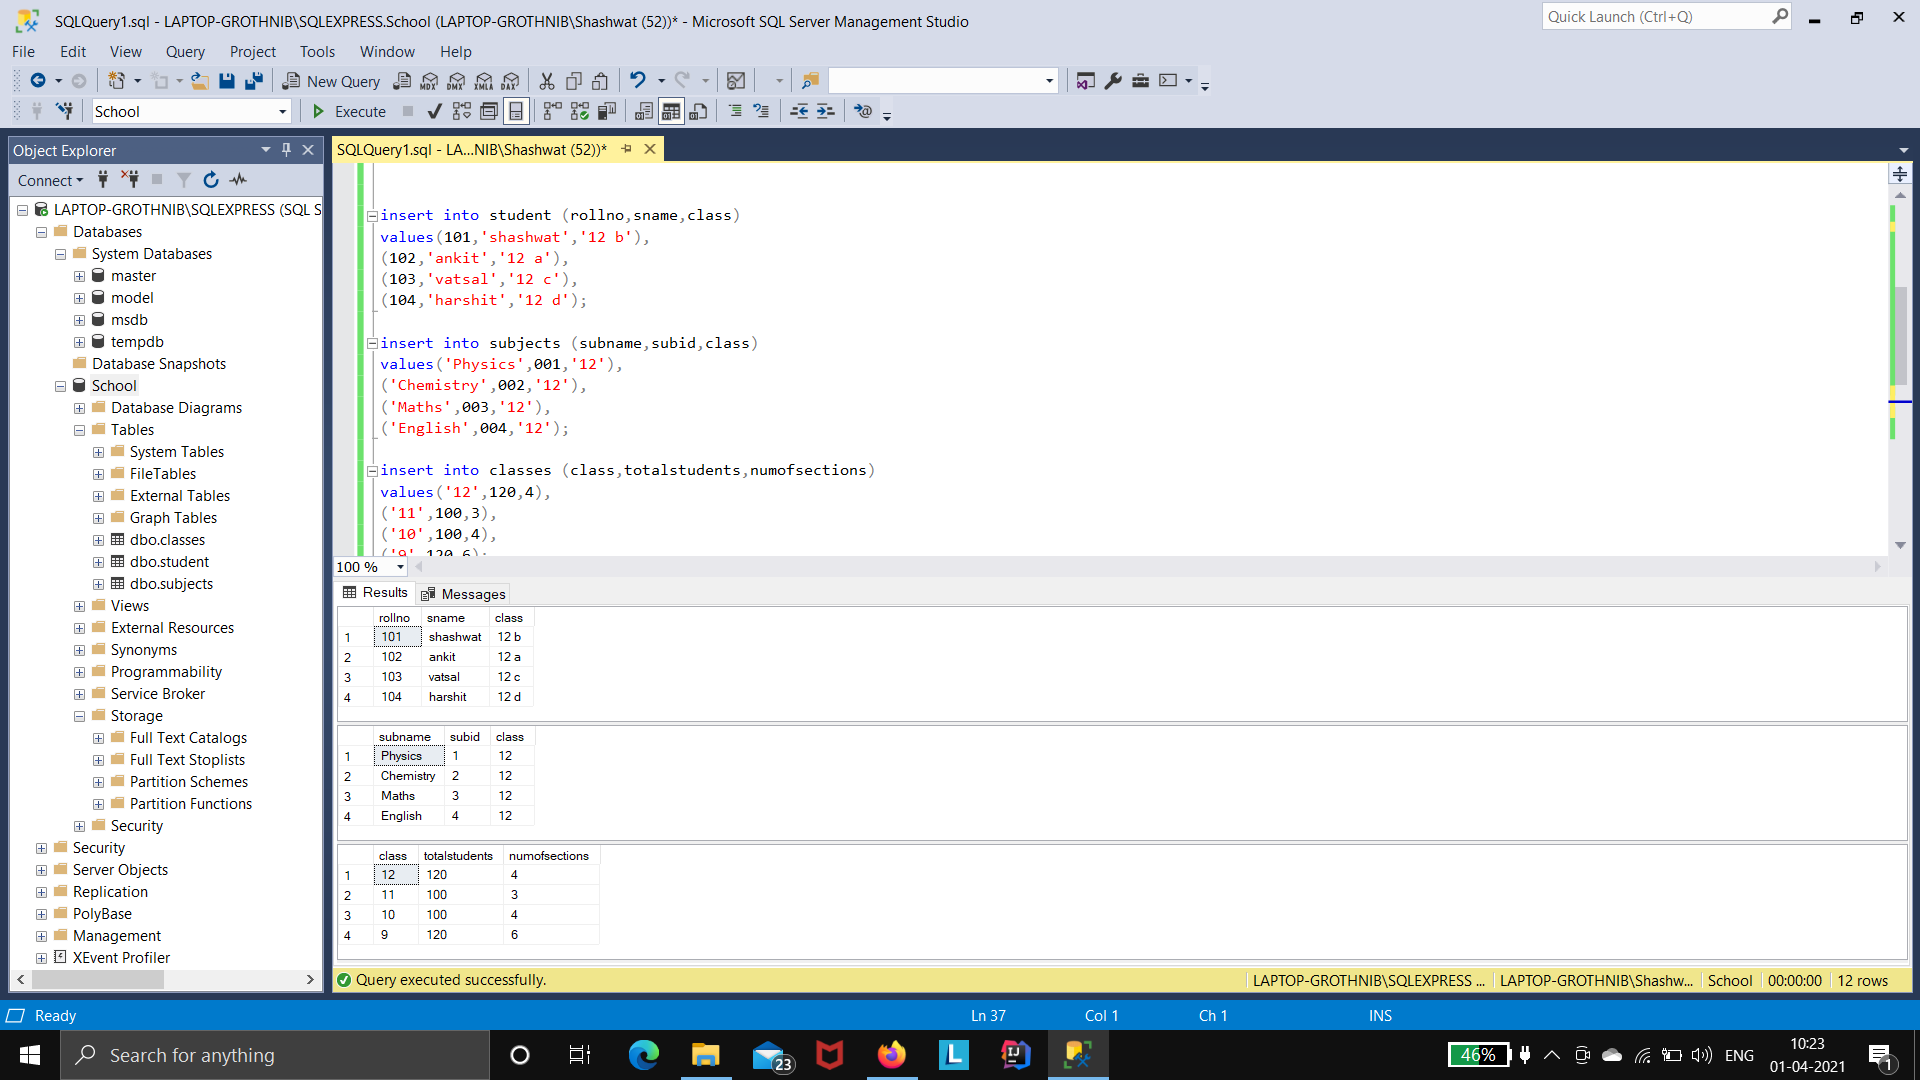 SQLQuery1.sql - LAPTOP-GROTHNIB\SQLEXPRESS.School (LAPTOP-GROTHNIB\Shashwat (52))* - Microsoft SQL Server Management Studio
Quick Launch (Ctrl+Q)
File Edit View Query Project Tools Window Help
New Query MDX DMX XMLA DAX
School Execute
Object Explorer
Connect
LAPTOP-GROTHNIB\SQLEXPRESS (SQL S
Databases
System Databases
master
model
msdb
tempdb
Database Snapshots
School
Database Diagrams
Tables
System Tables
FileTables
External Tables
Graph Tables
dbo.classes
dbo.student
dbo.subjects
Views
External Resources
Synonyms
Programmability
Service Broker
Storage
Full Text Catalogs
Full Text Stoplists
Partition Schemes
Partition Functions
Security
Security
Server Objects
Replication
PolyBase
Management
XEvent Profiler
SQLQuery1.sql - LA...NIB\Shashwat (52))*
insert into student (rollno,sname,class)
values(101,'shashwat','12 b'),
(102,'ankit','12 a'),
(103,'vatsal','12 c'),
(104,'harshit','12 d');
insert into subjects (subname,subid,class)
values('Physics',001,'12'),
('Chemistry',002,'12'),
('Maths',003,'12'),
('English',004,'12');
insert into classes (class,totalstudents,numofsections)
values('12',120,4),
('11',100,3),
('10',100,4),
('9',120,6);
100 %
Results Messages
rollno sname class
1 101 shashwat 12 b
2 102 ankit 12 a
3 103 vatsal 12 c
4 104 harshit 12 d
subname subid class
1 Physics 1 12
2 Chemistry 2 12
3 Maths 3 12
4 English 4 12
class totalstudents numofsections
1 12 120 4
2 11 100 3
3 10 100 4
4 9 120 6
Query executed successfully. LAPTOP-GROTHNIB\SQLEXPRESS ... LAPTOP-GROTHNIB\Shashw... School 00:00:00 12 rows
Ready Ln 37 Col 1 Ch 1 INS
Search for anything 23 L IJ 46% ENG 10:23
01-04-2021 1